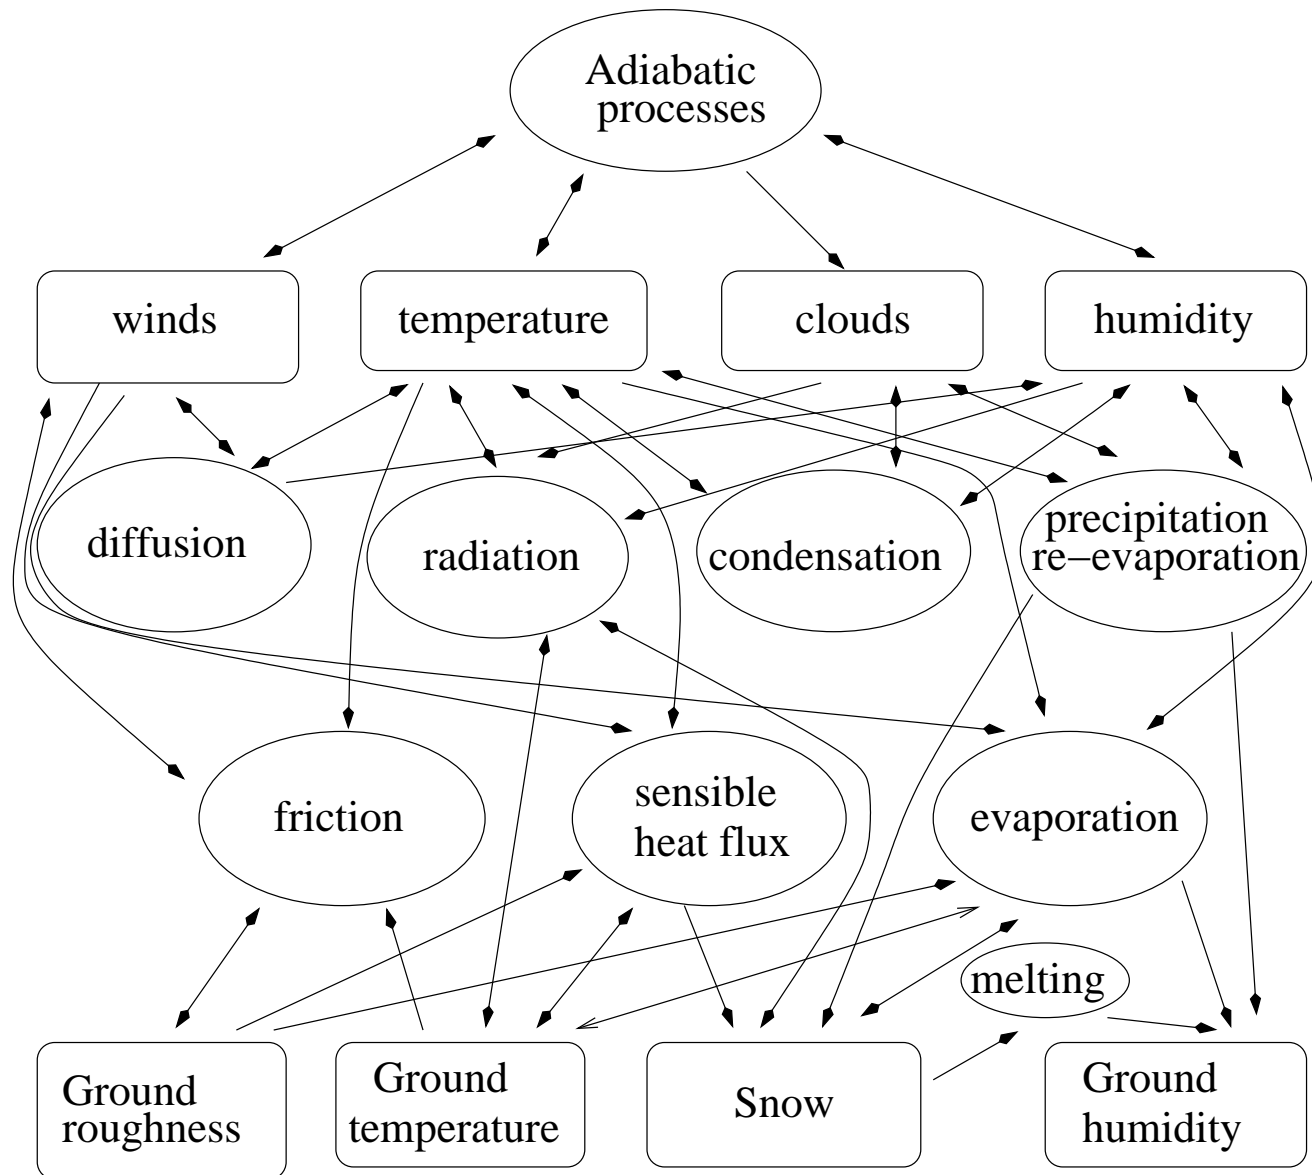 Adiabatic
processes
winds
temperature
clouds
humidity
diffusion
radiation
condensation
precipitation
re−evaporation
friction
sensible
heat flux
evaporation
melting
Ground
roughness
Ground
temperature
Snow
Ground
humidity